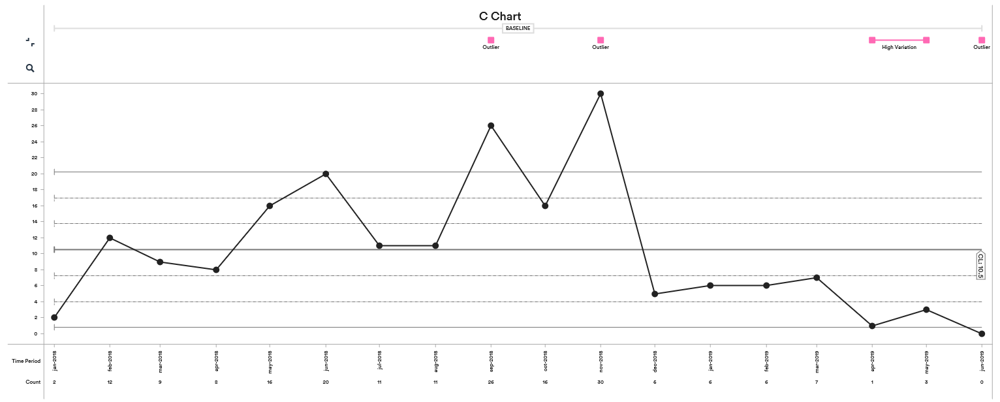 C Chart
BASELINE
Outlier
Outlier
High Variation
Outlier
30
28
26
24
22
20
18
16
14
12
10
8
6
4
2
0
CL: 10.5
Time Period jan-2018 feb-2018 mar-2018 apr-2018 may-2018 jun-2018 jul-2018 aug-2018 sep-2018 oct-2018 nov-2018 dec-2018 jan-2019 feb-2019 mar-2019 apr-2019 may-2019 jun-2019
Count 2 12 9 8 16 20 11 11 26 16 30 5 6 6 7 1 3 0